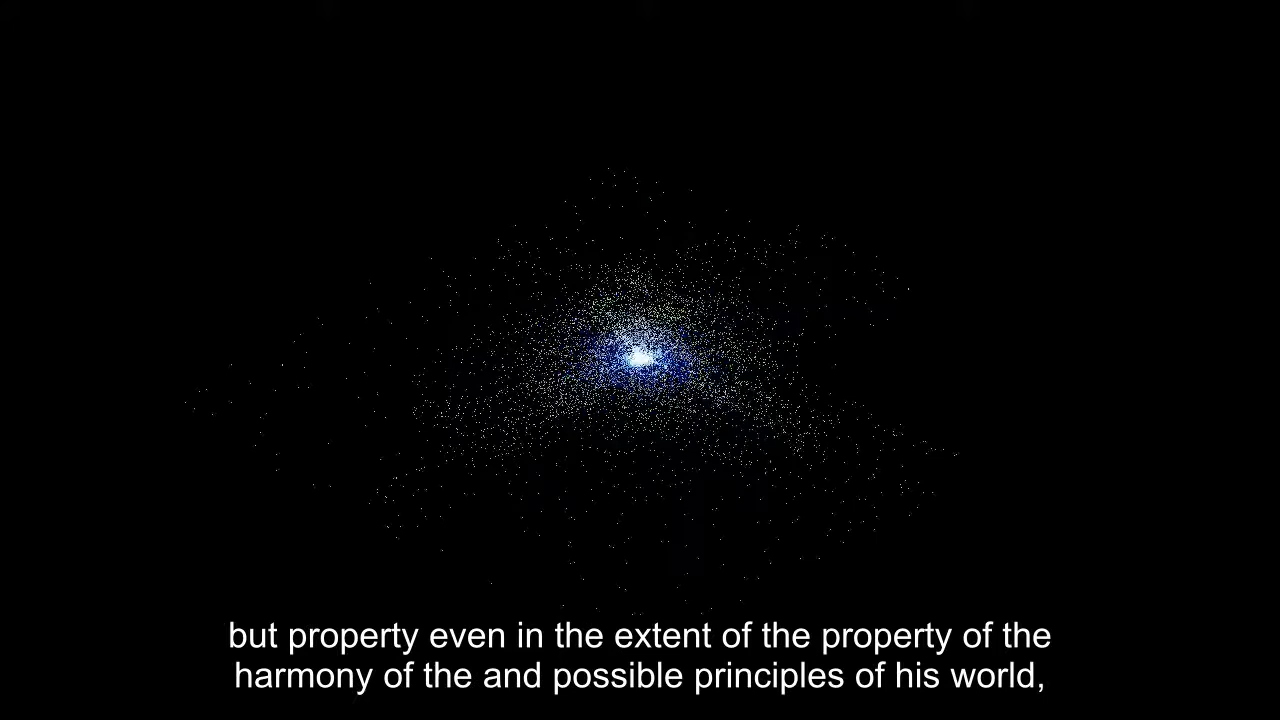 but property even in the extent of the property of the
harmony of the and possible principles of his world,